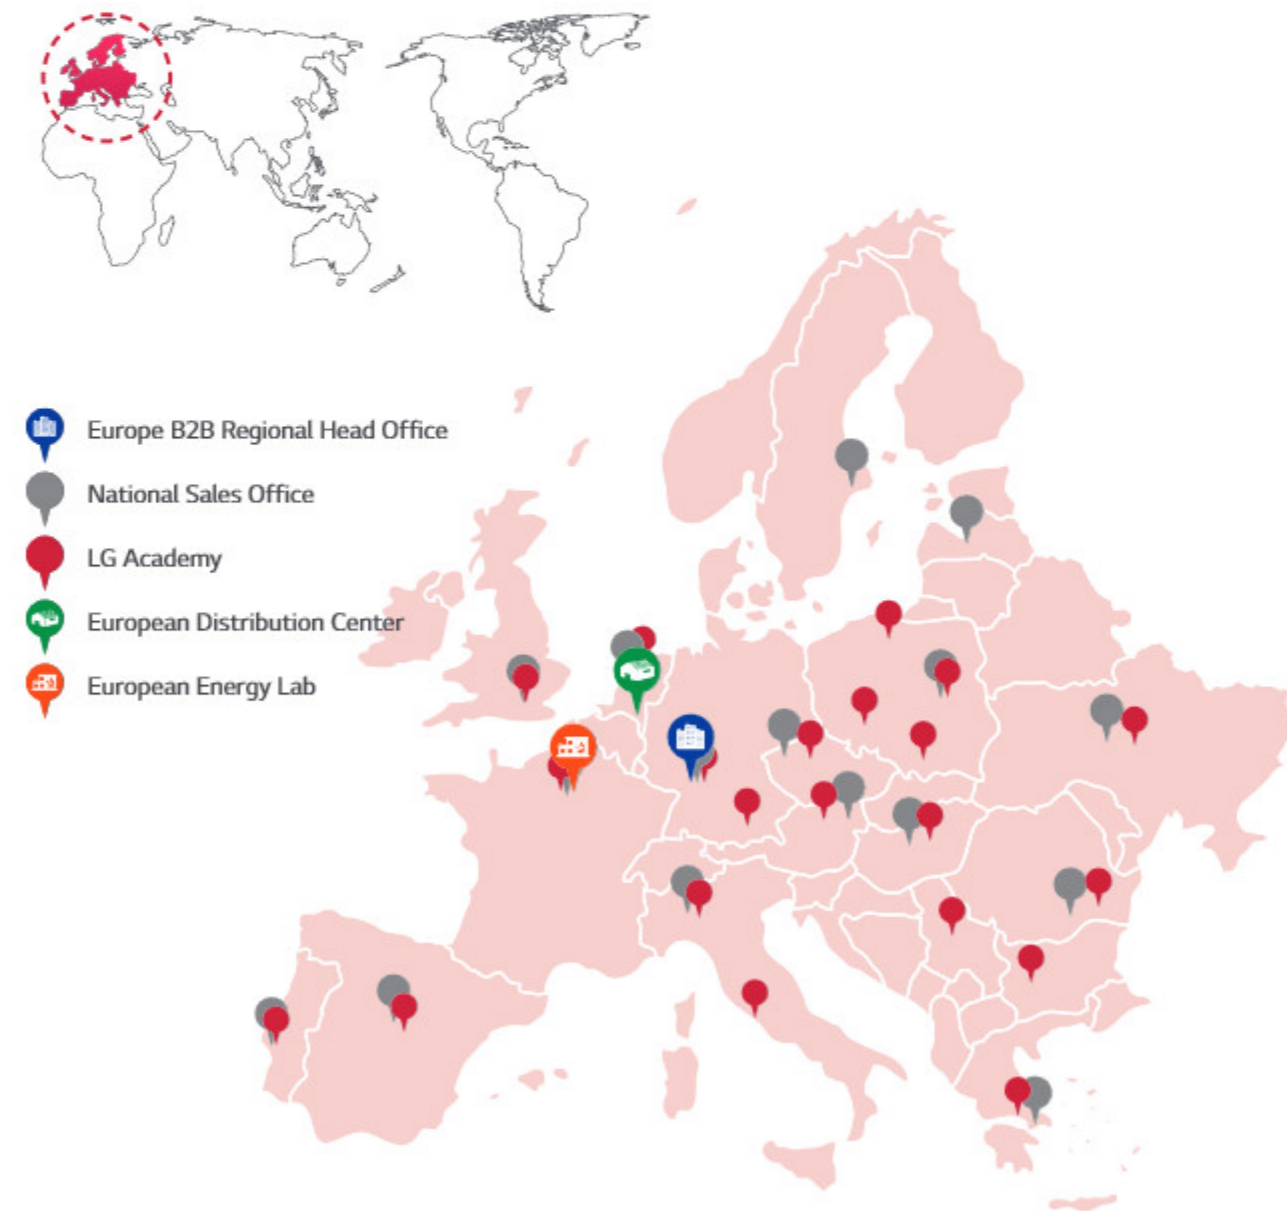 Europe B2B Regional Head Office
National Sales Office
LG Academy
European Distribution Center
European Energy Lab